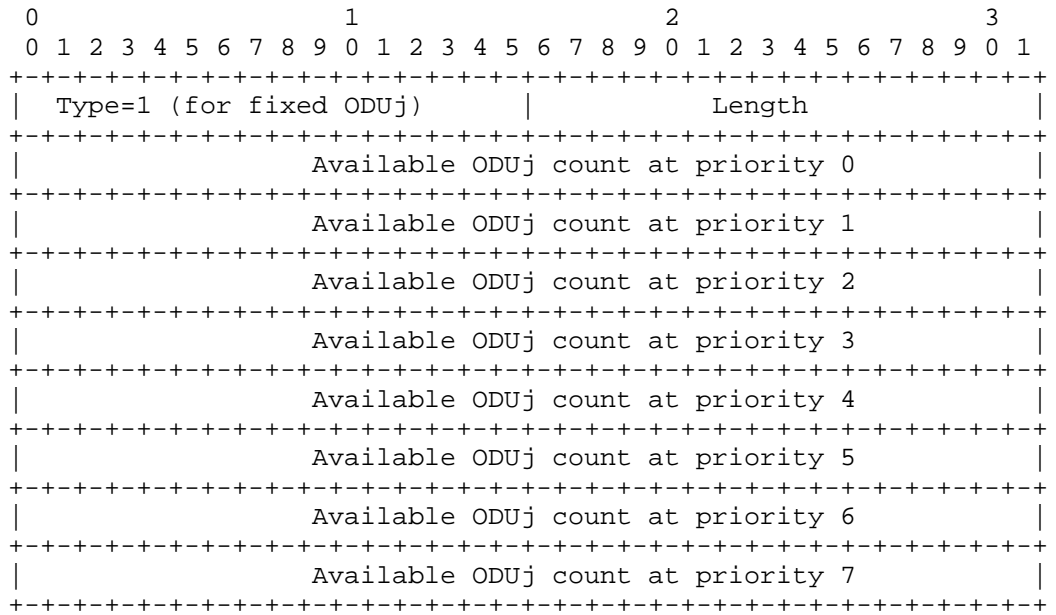 0                   1                   2                   3
 0 1 2 3 4 5 6 7 8 9 0 1 2 3 4 5 6 7 8 9 0 1 2 3 4 5 6 7 8 9 0 1
+-+-+-+-+-+-+-+-+-+-+-+-+-+-+-+-+-+-+-+-+-+-+-+-+-+-+-+-+-+-+-+-+
|  Type=1 (for fixed ODUj)      |           Length              |
+-+-+-+-+-+-+-+-+-+-+-+-+-+-+-+-+-+-+-+-+-+-+-+-+-+-+-+-+-+-+-+-+
|                  Available ODUj count at priority 0           |
+-+-+-+-+-+-+-+-+-+-+-+-+-+-+-+-+-+-+-+-+-+-+-+-+-+-+-+-+-+-+-+-+
|                  Available ODUj count at priority 1           |
+-+-+-+-+-+-+-+-+-+-+-+-+-+-+-+-+-+-+-+-+-+-+-+-+-+-+-+-+-+-+-+-+
|                  Available ODUj count at priority 2           |
+-+-+-+-+-+-+-+-+-+-+-+-+-+-+-+-+-+-+-+-+-+-+-+-+-+-+-+-+-+-+-+-+
|                  Available ODUj count at priority 3           |
+-+-+-+-+-+-+-+-+-+-+-+-+-+-+-+-+-+-+-+-+-+-+-+-+-+-+-+-+-+-+-+-+
|                  Available ODUj count at priority 4           |
+-+-+-+-+-+-+-+-+-+-+-+-+-+-+-+-+-+-+-+-+-+-+-+-+-+-+-+-+-+-+-+-+
|                  Available ODUj count at priority 5           |
+-+-+-+-+-+-+-+-+-+-+-+-+-+-+-+-+-+-+-+-+-+-+-+-+-+-+-+-+-+-+-+-+
|                  Available ODUj count at priority 6           |
+-+-+-+-+-+-+-+-+-+-+-+-+-+-+-+-+-+-+-+-+-+-+-+-+-+-+-+-+-+-+-+-+
|                  Available ODUj count at priority 7           |
+-+-+-+-+-+-+-+-+-+-+-+-+-+-+-+-+-+-+-+-+-+-+-+-+-+-+-+-+-+-+-+-+